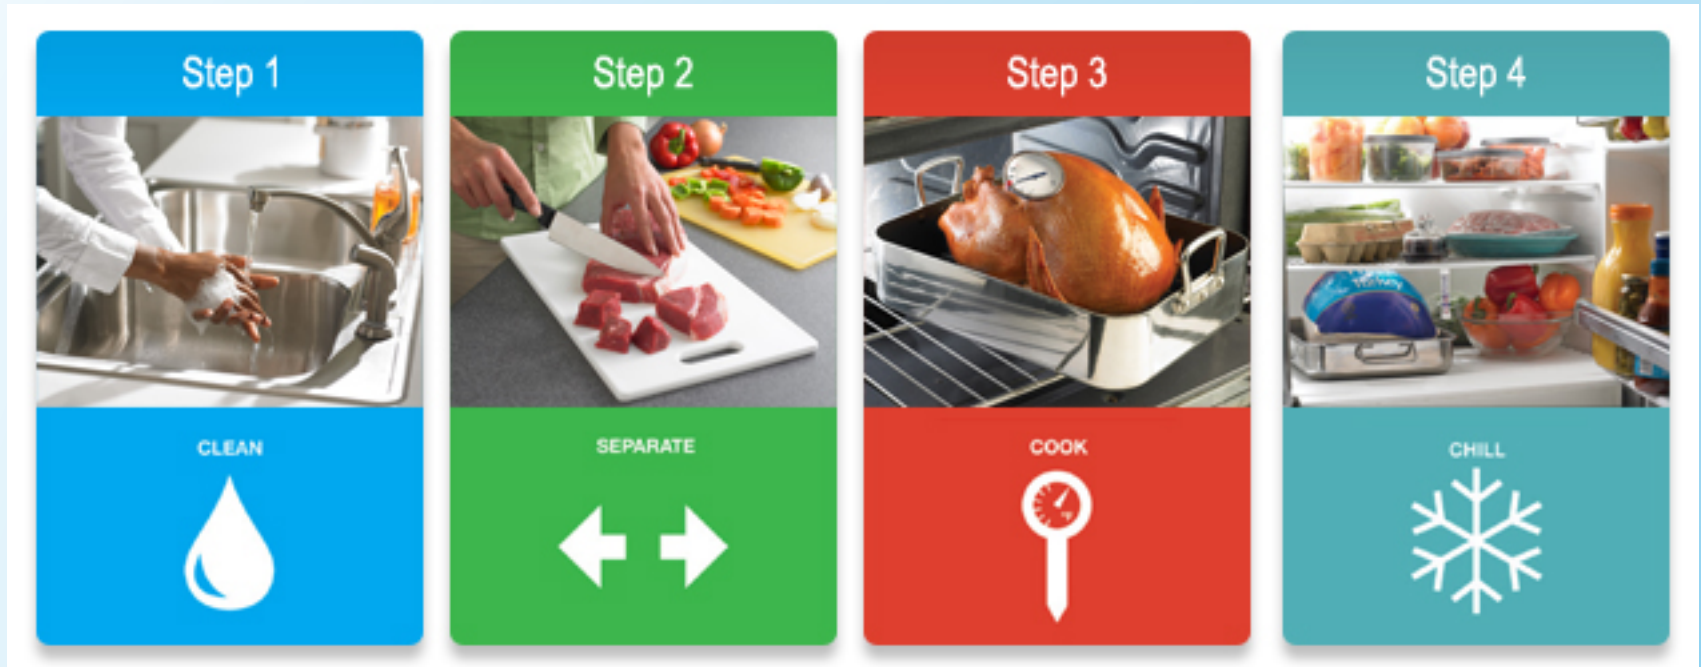 Step 1
Step 2
Step 3
Step 4
CLEAN
SEPARATE
COOK
°F
CHILL